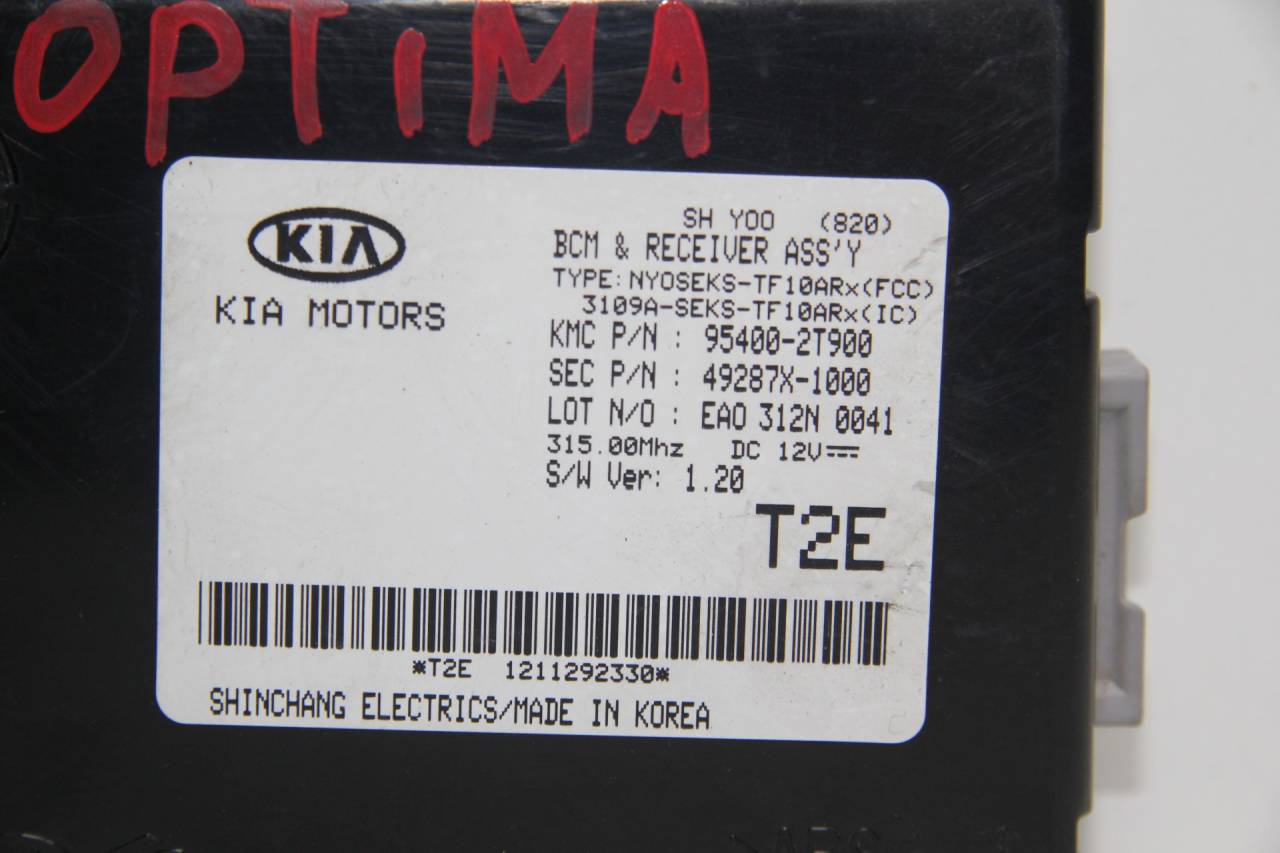 OPTiMA
KIA
KIA MOTORS
SH YOO (820)
BCM & RECEIVER ASS'Y
TYPE: NYOSEKS-TF10ARx(FCC)
3109A-SEKS-TF10ARx(IC)
KMC P/N : 95400-2T900
SEC P/N : 49287X-1000
LOT N/O : EAO 312N 0041
315.00Mhz DC 12V
S/W Ver: 1.20
T2E
*T2E 1211292330*
SHINCHANG ELECTRICS/MADE IN KOREA